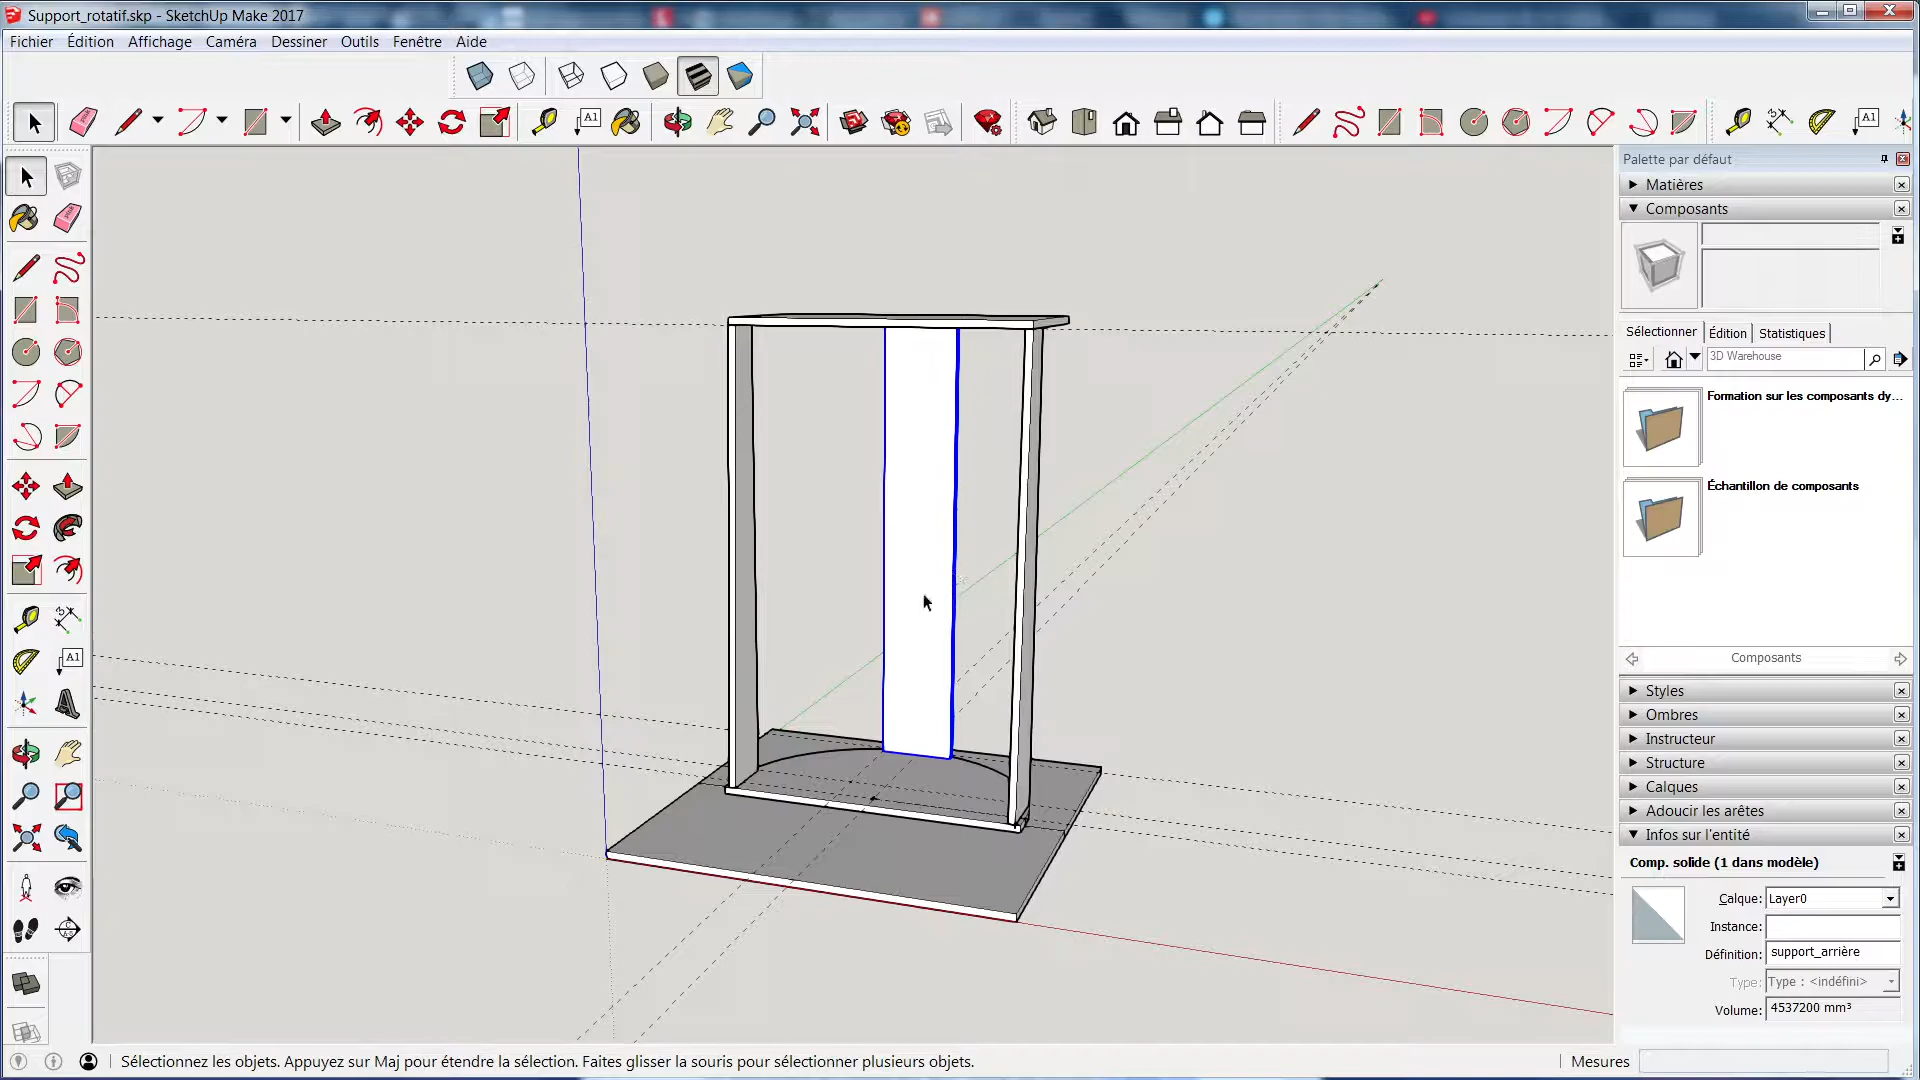 Support_rotatif.skp - SketchUp Make 2017
Fichier Édition Affichage Caméra Dessiner Outils Fenêtre Aide
A1
A1
Palette par défaut
Matières
Composants
Sélectionner Édition Statistiques
3D Warehouse
Formation sur les composants dy...
Échantillon de composants
Composants
A1
Styles
Ombres
Instructeur
Structure
Calques
Adoucir les arêtes
Infos sur l'entité
Comp. solide (1 dans modèle)
Calque: Layer0
Instance:
Définition: support_arrière
Type: Type : <indéfini>
Volume: 4537200 mm³
Sélectionnez les objets. Appuyez sur Maj pour étendre la sélection. Faites glisser la souris pour sélectionner plusieurs objets.
Mesures